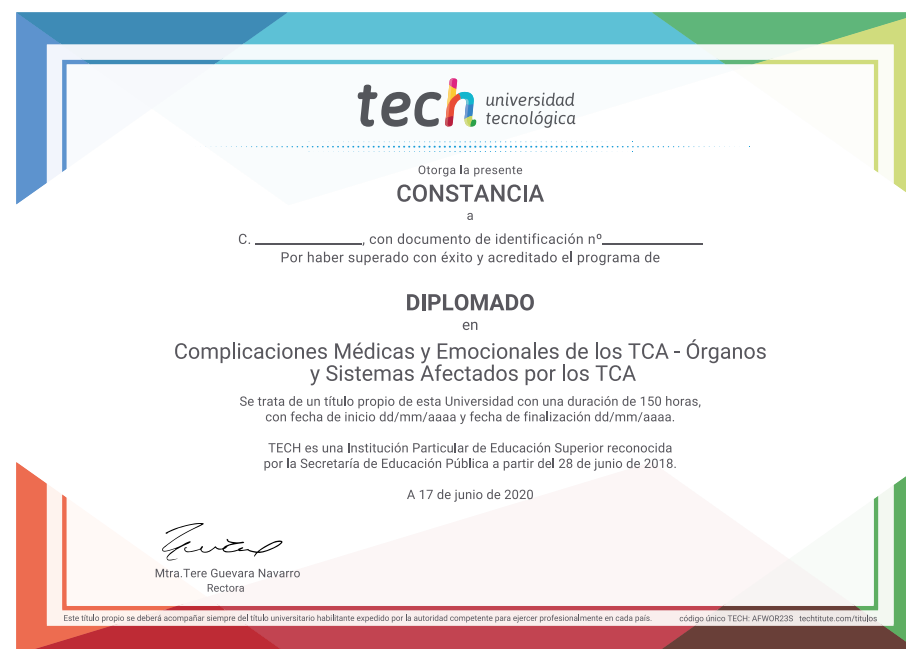 tech universidad
tecnológica
Otorga la presente
CONSTANCIA
a
C. ______________, con documento de identificación nº_____________
Por haber superado con éxito y acreditado el programa de
DIPLOMADO
en
Complicaciones Médicas y Emocionales de los TCA - Órganos
y Sistemas Afectados por los TCA
Se trata de un título propio de esta Universidad con una duración de 150 horas,
con fecha de inicio dd/mm/aaaa y fecha de finalización dd/mm/aaaa.
TECH es una Institución Particular de Educación Superior reconocida
por la Secretaría de Educación Pública a partir del 28 de junio de 2018.
A 17 de junio de 2020
Mtra.Tere Guevara Navarro
Rectora
Este título propio se deberá acompañar siempre del título universitario habilitante expedido por la autoridad competente para ejercer profesionalmente en cada país. código único TECH: AFWOR23S techtitute.com/titulos